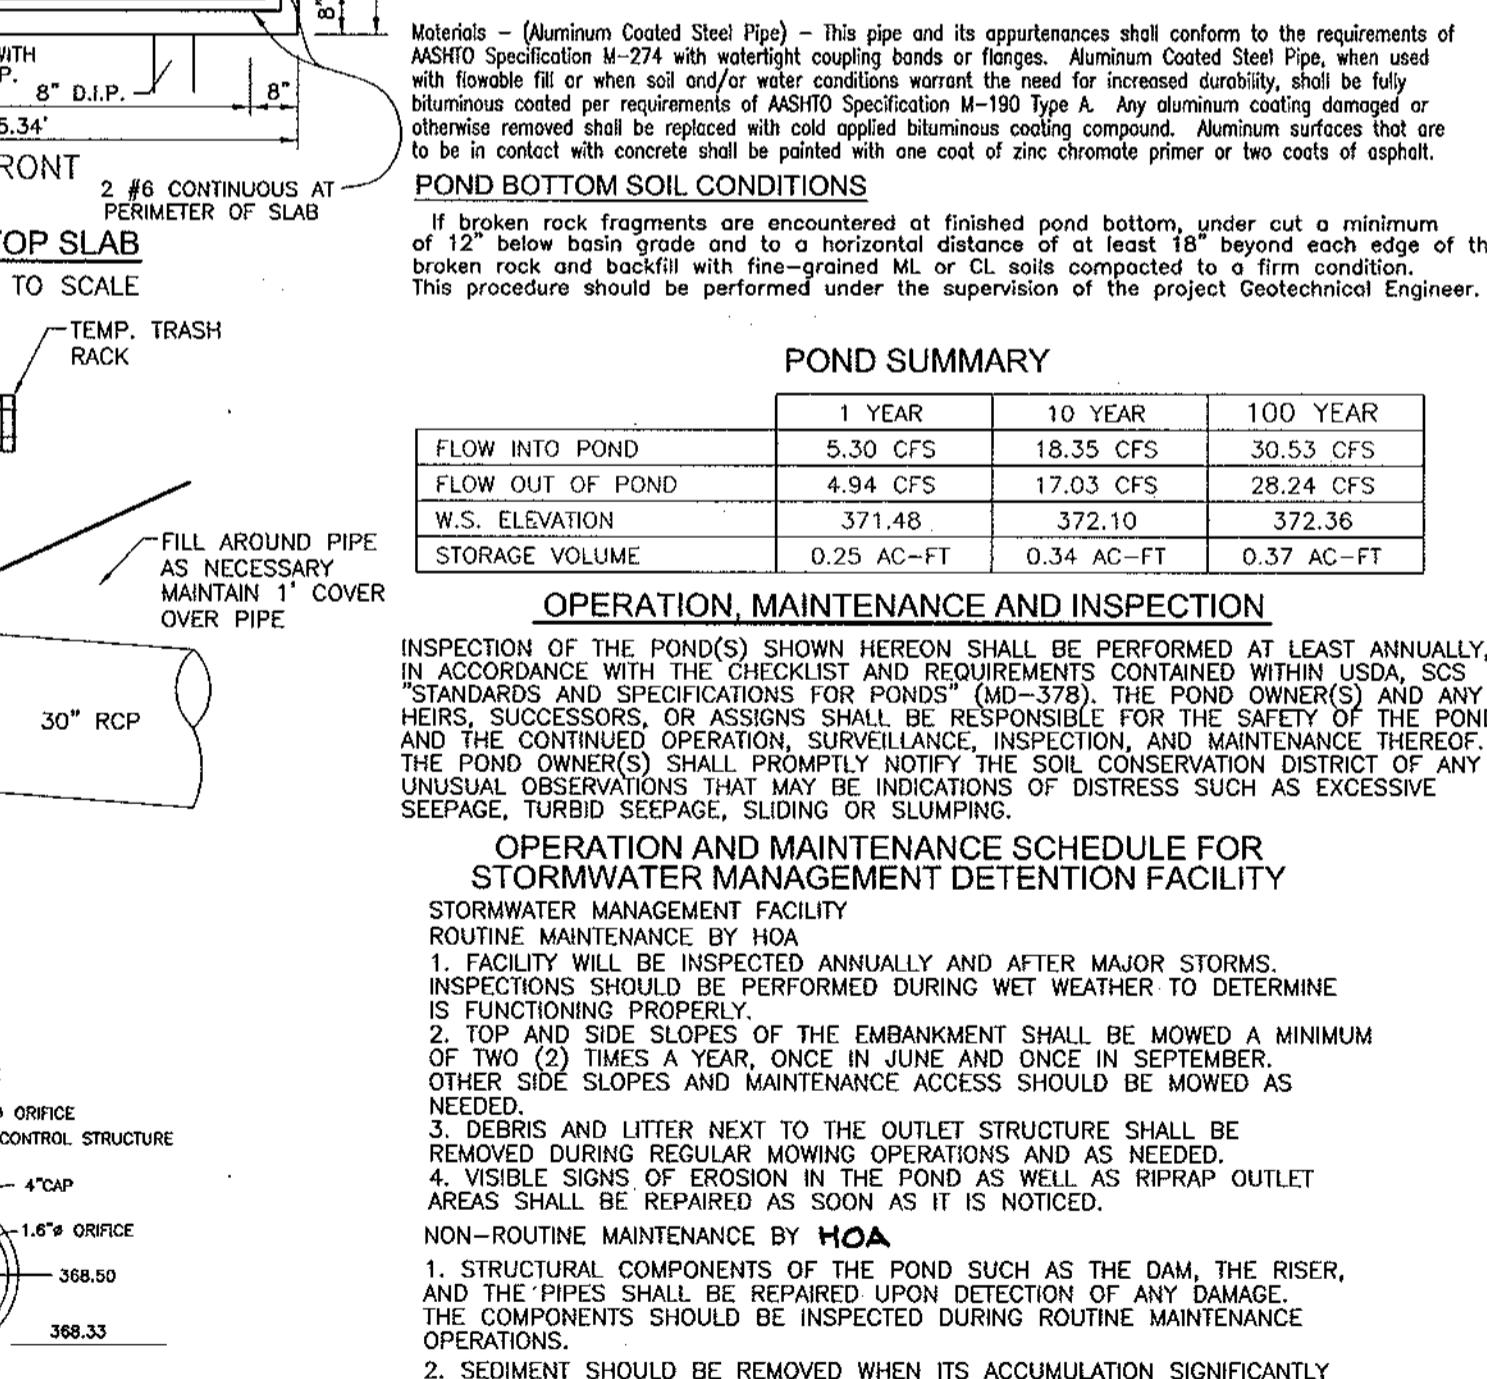 8"
WITH
P.
8" D.I.P.
8"
5.34'
RONT
2 #6 CONTINUOUS AT
PERIMETER OF SLAB
OP SLAB
TO SCALE
TEMP. TRASH
RACK
FILL AROUND PIPE
AS NECESSARY
MAINTAIN 1' COVER
OVER PIPE
30" RCP
ORIFICE
CONTROL STRUCTURE
4"CAP
1.6"ø ORIFICE
368.50
368.33
Materials – (Aluminum Coated Steel Pipe) – This pipe and its appurtenances shall conform to the requirements of
AASHTO Specification M–274 with watertight coupling bands or flanges. Aluminum Coated Steel Pipe, when used
with flowable fill or when soil and/or water conditions warrant the need for increased durability, shall be fully
bituminous coated per requirements of AASHTO Specification M–190 Type A. Any aluminum coating damaged or
otherwise removed shall be replaced with cold applied bituminous coating compound. Aluminum surfaces that are
to be in contact with concrete shall be painted with one coat of zinc chromate primer or two coats of asphalt.
POND BOTTOM SOIL CONDITIONS
If broken rock fragments are encountered at finished pond bottom, under cut a minimum
of 12" below basin grade and to a horizontal distance of at least 18" beyond each edge of th
broken rock and backfill with fine–grained ML or CL soils compacted to a firm condition.
This procedure should be performed under the supervision of the project Geotechnical Engineer.
POND SUMMARY
1 YEAR 10 YEAR 100 YEAR
FLOW INTO POND 5.30 CFS 18.35 CFS 30.53 CFS
FLOW OUT OF POND 4.94 CFS 17.03 CFS 28.24 CFS
W.S. ELEVATION 371.48 372.10 372.36
STORAGE VOLUME 0.25 AC–FT 0.34 AC–FT 0.37 AC–FT
OPERATION, MAINTENANCE AND INSPECTION
INSPECTION OF THE POND(S) SHOWN HEREON SHALL BE PERFORMED AT LEAST ANNUALLY,
IN ACCORDANCE WITH THE CHECKLIST AND REQUIREMENTS CONTAINED WITHIN USDA, SCS
"STANDARDS AND SPECIFICATIONS FOR PONDS" (MD–378). THE POND OWNER(S) AND ANY
HEIRS, SUCCESSORS, OR ASSIGNS SHALL BE RESPONSIBLE FOR THE SAFETY OF THE POND
AND THE CONTINUED OPERATION, SURVEILLANCE, INSPECTION, AND MAINTENANCE THEREOF.
THE POND OWNER(S) SHALL PROMPTLY NOTIFY THE SOIL CONSERVATION DISTRICT OF ANY
UNUSUAL OBSERVATIONS THAT MAY BE INDICATIONS OF DISTRESS SUCH AS EXCESSIVE
SEEPAGE, TURBID SEEPAGE, SLIDING OR SLUMPING.
OPERATION AND MAINTENANCE SCHEDULE FOR
STORMWATER MANAGEMENT DETENTION FACILITY
STORMWATER MANAGEMENT FACILITY
ROUTINE MAINTENANCE BY HOA
1. FACILITY WILL BE INSPECTED ANNUALLY AND AFTER MAJOR STORMS.
INSPECTIONS SHOULD BE PERFORMED DURING WET WEATHER TO DETERMINE
IS FUNCTIONING PROPERLY.
2. TOP AND SIDE SLOPES OF THE EMBANKMENT SHALL BE MOWED A MINIMUM
OF TWO (2) TIMES A YEAR, ONCE IN JUNE AND ONCE IN SEPTEMBER.
OTHER SIDE SLOPES AND MAINTENANCE ACCESS SHOULD BE MOWED AS
NEEDED.
3. DEBRIS AND LITTER NEXT TO THE OUTLET STRUCTURE SHALL BE
REMOVED DURING REGULAR MOWING OPERATIONS AND AS NEEDED.
4. VISIBLE SIGNS OF EROSION IN THE POND AS WELL AS RIPRAP OUTLET
AREAS SHALL BE REPAIRED AS SOON AS IT IS NOTICED.
NON–ROUTINE MAINTENANCE BY HOA
1. STRUCTURAL COMPONENTS OF THE POND SUCH AS THE DAM, THE RISER,
AND THE PIPES SHALL BE REPAIRED UPON DETECTION OF ANY DAMAGE.
THE COMPONENTS SHOULD BE INSPECTED DURING ROUTINE MAINTENANCE
OPERATIONS.
2. SEDIMENT SHOULD BE REMOVED WHEN ITS ACCUMULATION SIGNIFICANTLY